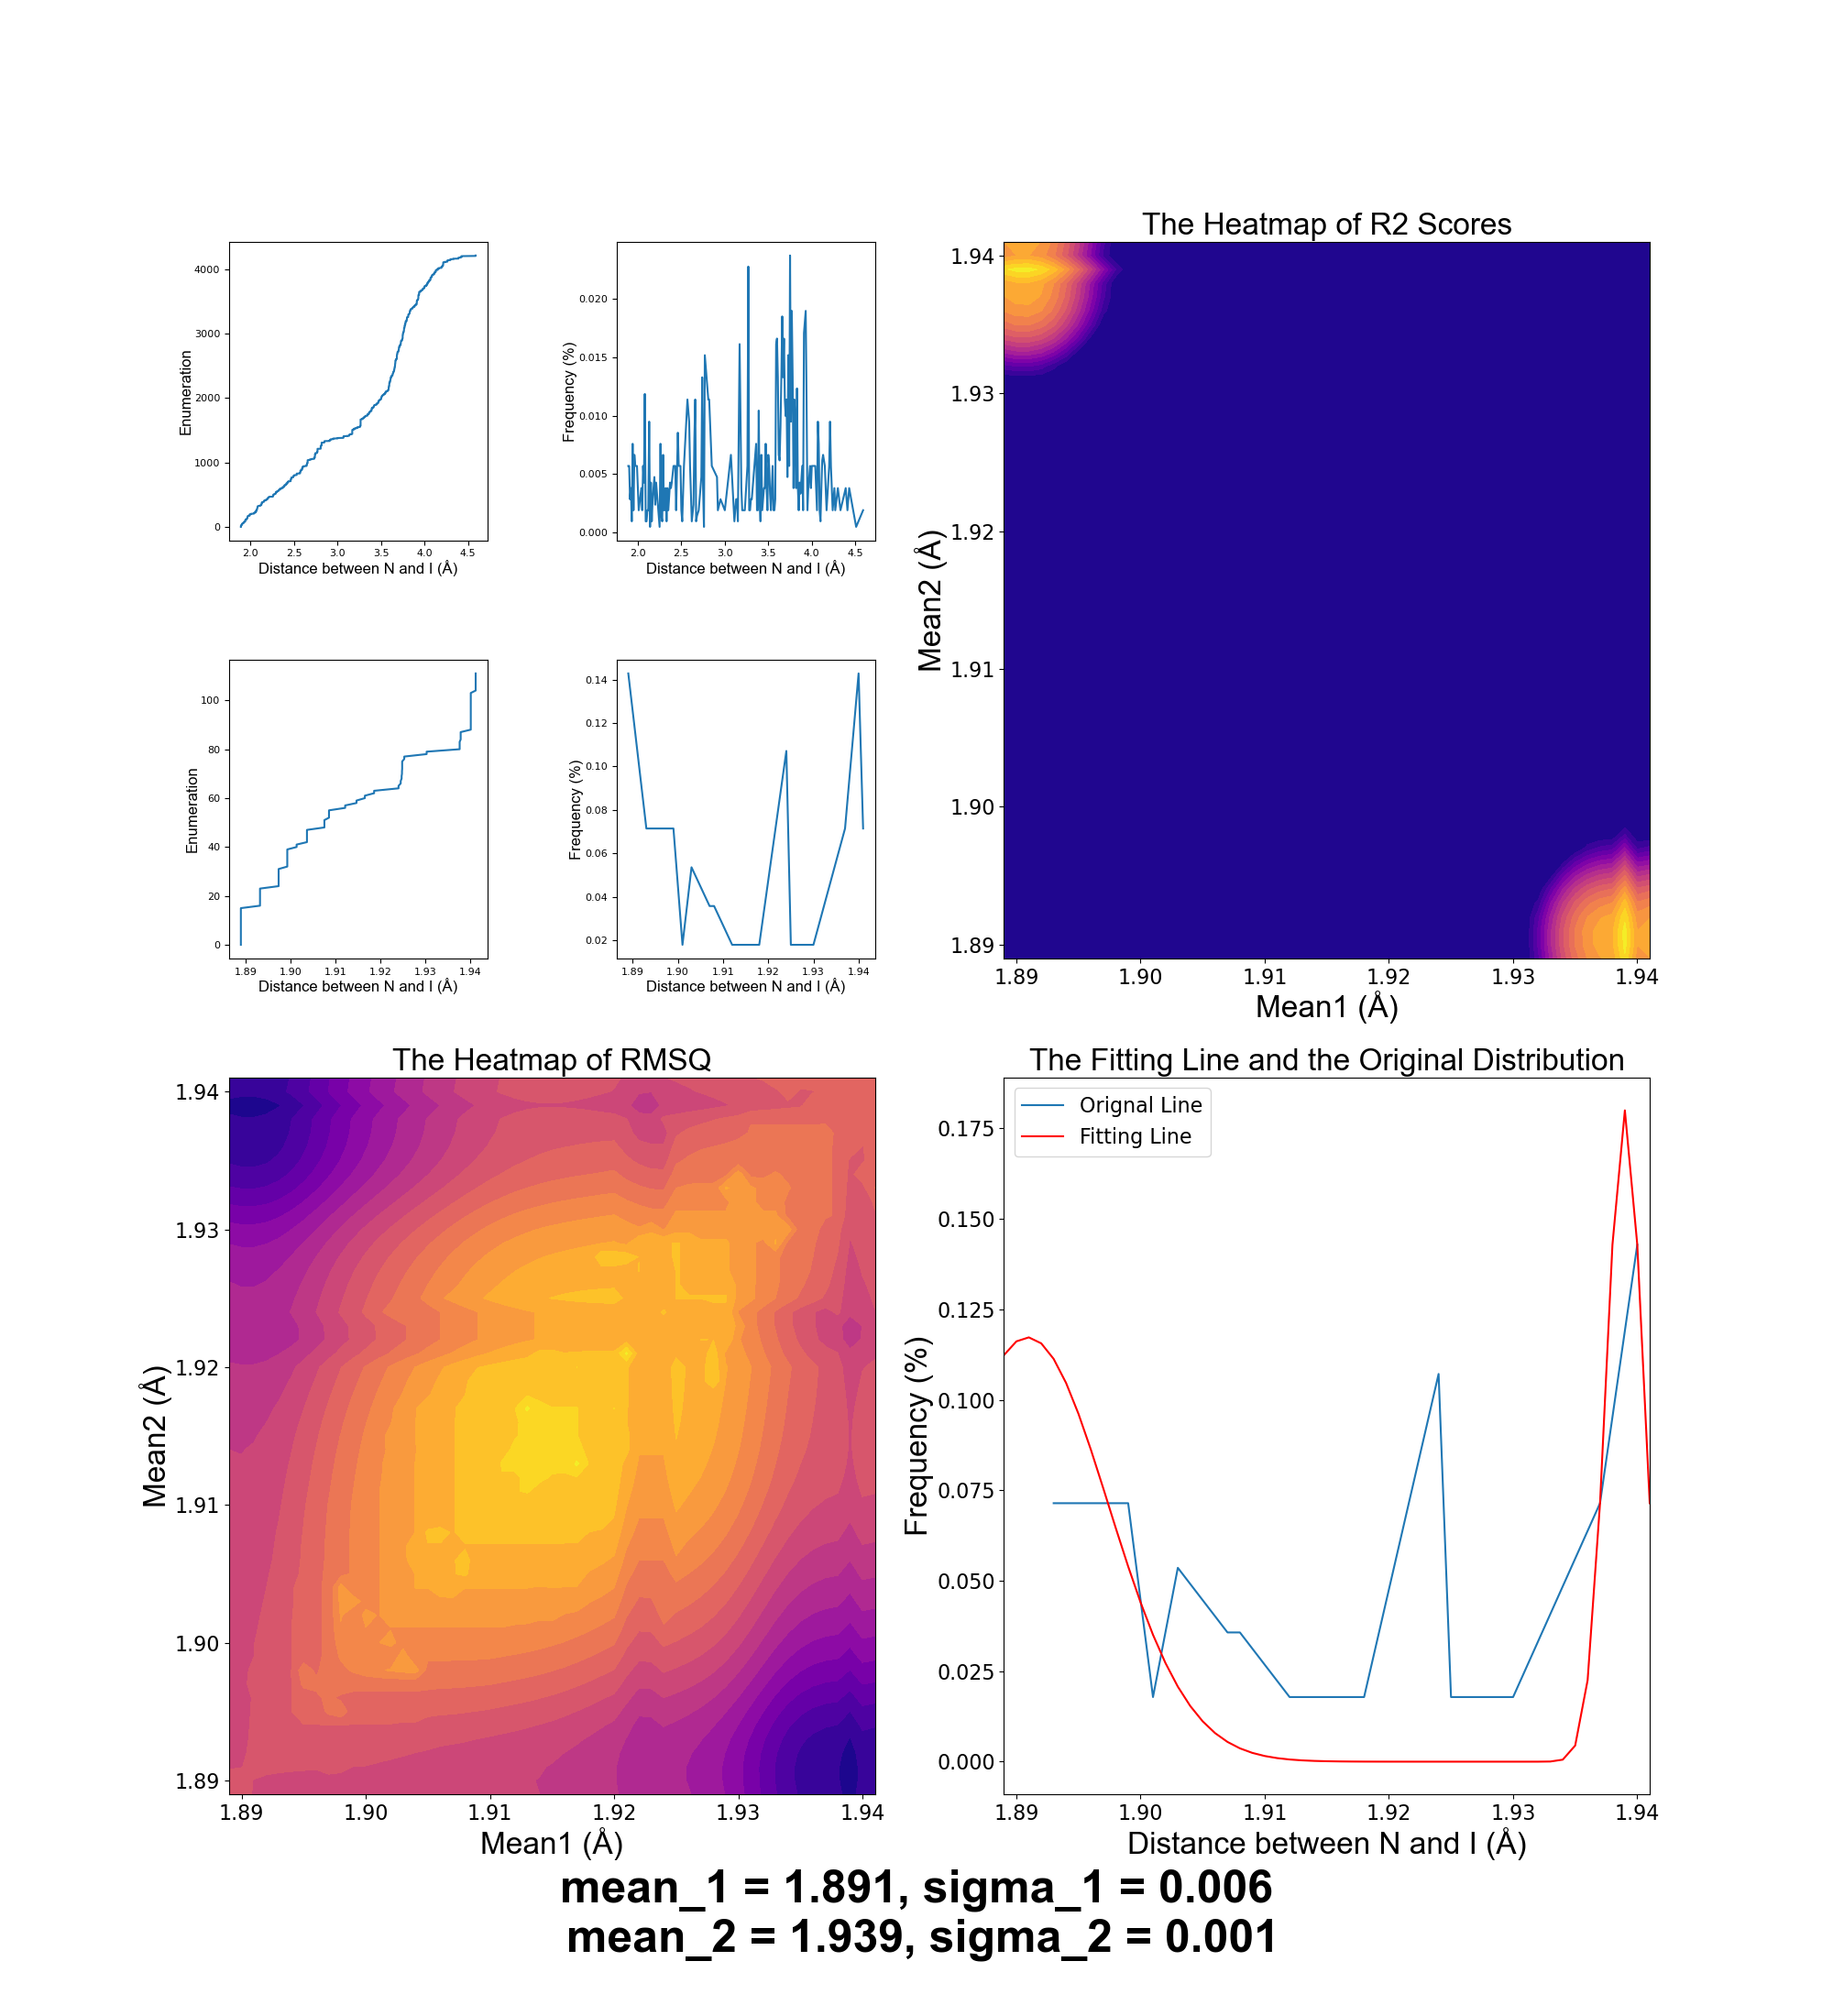 4000
3000
2000
1000
0
Enumeration
2.0 2.5 3.0 3.5 4.0 4.5
Distance between N and I (Å)
0.020
0.015
0.010
0.005
0.000
Frequency (%)
2.0 2.5 3.0 3.5 4.0 4.5
Distance between N and I (Å)
The Heatmap of R2 Scores
1.94
1.93
1.92
1.91
1.90
1.89
Mean2 (Å)
1.89 1.90 1.91 1.92 1.93 1.94
Mean1 (Å)
100
80
60
40
20
0
Enumeration
1.89 1.90 1.91 1.92 1.93 1.94
Distance between N and I (Å)
0.14
0.12
0.10
0.08
0.06
0.04
0.02
Frequency (%)
1.89 1.90 1.91 1.92 1.93 1.94
Distance between N and I (Å)
The Heatmap of RMSQ
1.94
1.93
1.92
1.91
1.90
1.89
Mean2 (Å)
1.89 1.90 1.91 1.92 1.93 1.94
Mean1 (Å)
The Fitting Line and the Original Distribution
Orignal Line
Fitting Line
0.175
0.150
0.125
0.100
0.075
0.050
0.025
0.000
Frequency (%)
1.89 1.90 1.91 1.92 1.93 1.94
Distance between N and I (Å)
mean_1 = 1.891, sigma_1 = 0.006
mean_2 = 1.939, sigma_2 = 0.001